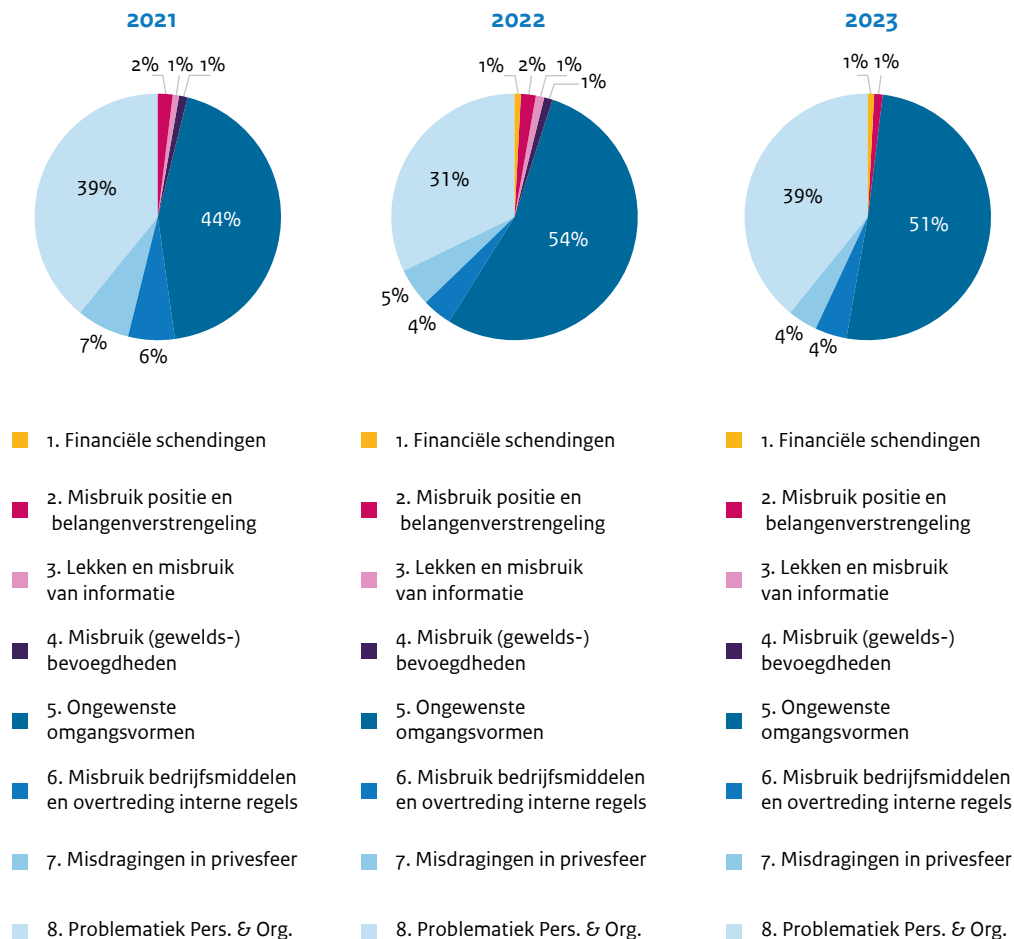 2021
2% 1% 1%
39%
44%
7%
6%
1. Financiële schendingen
2. Misbruik positie en
belangenverstrengeling
3. Lekken en misbruik
van informatie
4. Misbruik (gewelds-)
bevoegdheden
5. Ongewenste
omgangsvormen
6. Misbruik bedrijfsmiddelen
en overtreding interne regels
7. Misdragingen in privesfeer
8. Problematiek Pers. & Org.
2022
1% 2% 1%
1%
31%
54%
5%
4%
1. Financiële schendingen
2. Misbruik positie en
belangenverstrengeling
3. Lekken en misbruik
van informatie
4. Misbruik (gewelds-)
bevoegdheden
5. Ongewenste
omgangsvormen
6. Misbruik bedrijfsmiddelen
en overtreding interne regels
7. Misdragingen in privesfeer
8. Problematiek Pers. & Org.
2023
1% 1%
39%
51%
4%
4%
1. Financiële schendingen
2. Misbruik positie en
belangenverstrengeling
3. Lekken en misbruik
van informatie
4. Misbruik (gewelds-)
bevoegdheden
5. Ongewenste
omgangsvormen
6. Misbruik bedrijfsmiddelen
en overtreding interne regels
7. Misdragingen in privesfeer
8. Problematiek Pers. & Org.